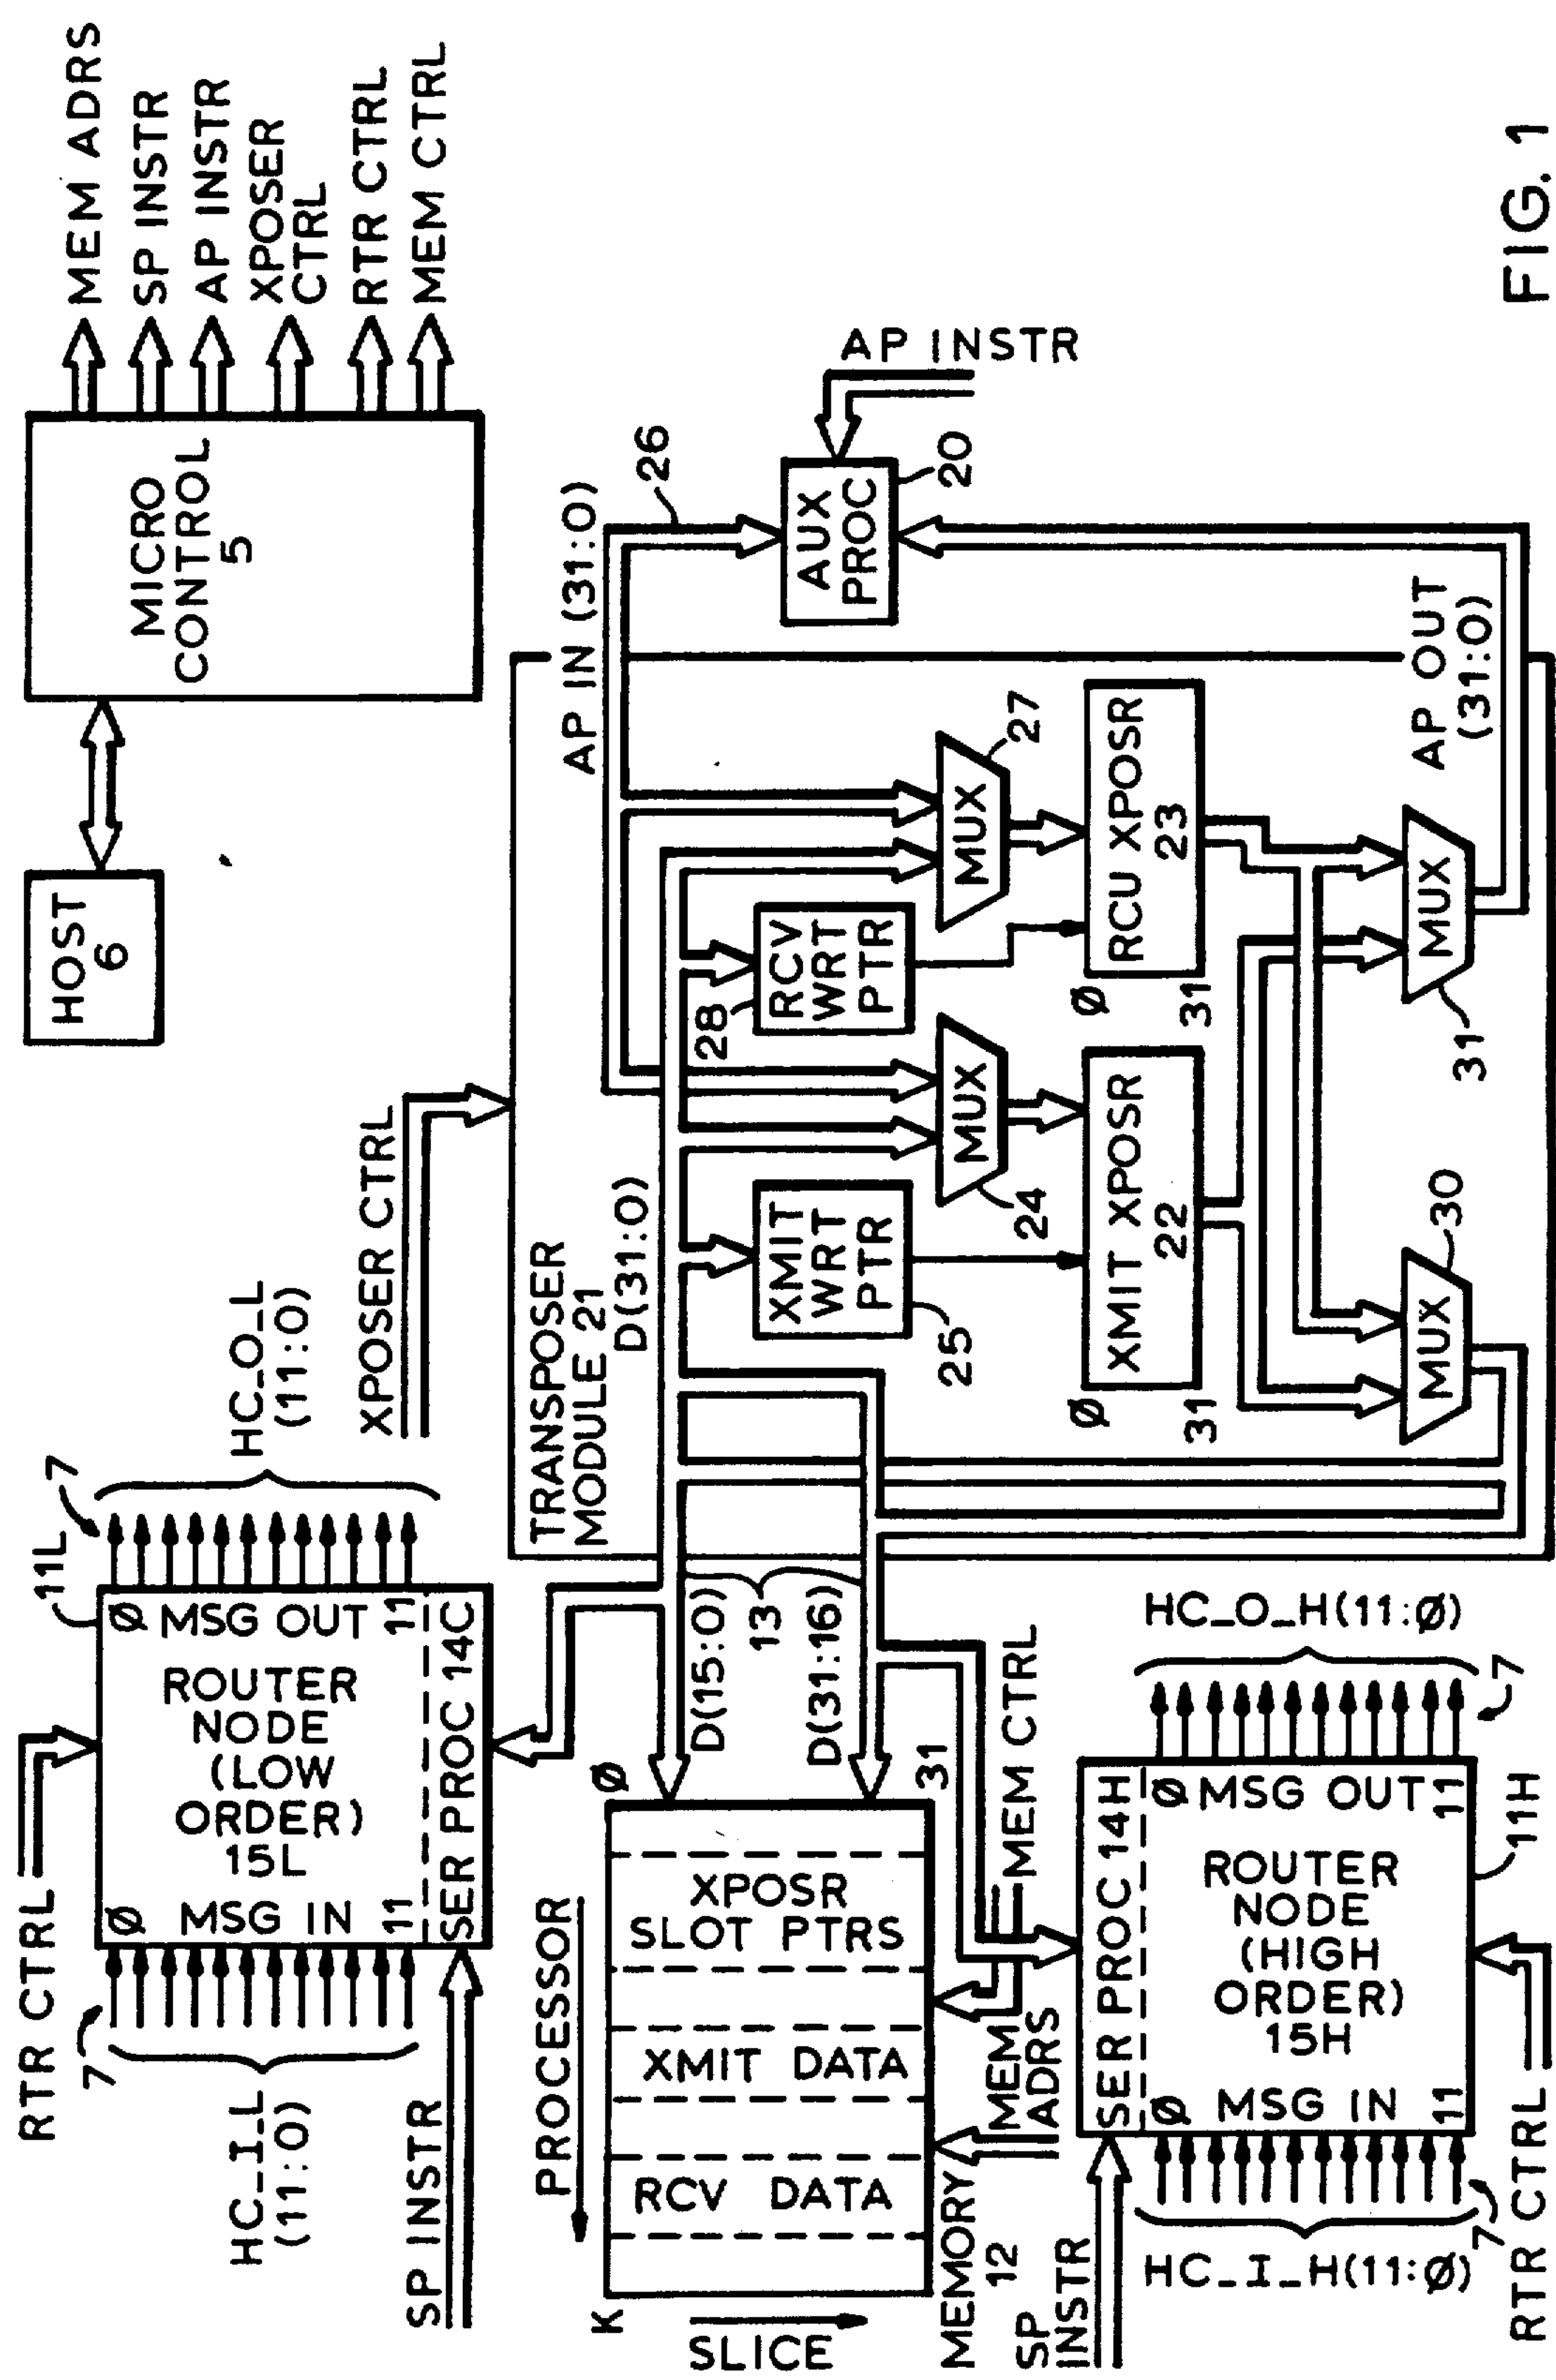 RTR CTRL
7
HC_I_L
(11:0)
SP INSTR
Ø MSG IN 11
ROUTER
NODE
(LOW
ORDER)
15L
Ø MSG OUT 11
SER PROC 14C
11L
7
HC_O_L
(11:0)
HOST
6
MICRO
CONTROL
5
MEM ADRS
SP INSTR
AP INSTR
XPOSER
CTRL
RTR CTRL
MEM CTRL
XPOSER CTRL
PROCESSOR
K
SLICE
Ø
31
XPOSR
SLOT PTRS
XMIT DATA
RCV DATA
MEMORY
12
MEM
ADRS
MEM CTRL
D(15:0)
13
D(31:16)
TRANSPOSER
MODULE 21
D(31:0)
AP IN (31:0)
26
XMIT
WRT
PTR
25
28
RCV
WRT
PTR
MUX
24
MUX
27
AUX
PROC
20
AP INSTR
Ø
XMIT XPOSR
22
31
Ø
RCU XPOSR
23
31
MUX
30
MUX
31
AP OUT
(31:0)
SP
INSTR
SER PROC 14H
Ø MSG IN 11
ROUTER
NODE
(HIGH
ORDER)
15H
Ø MSG OUT 11
11H
HC_I_H(11:Ø)
7
HC_O_H(11:Ø)
7
RTR CTRL
FIG. 1